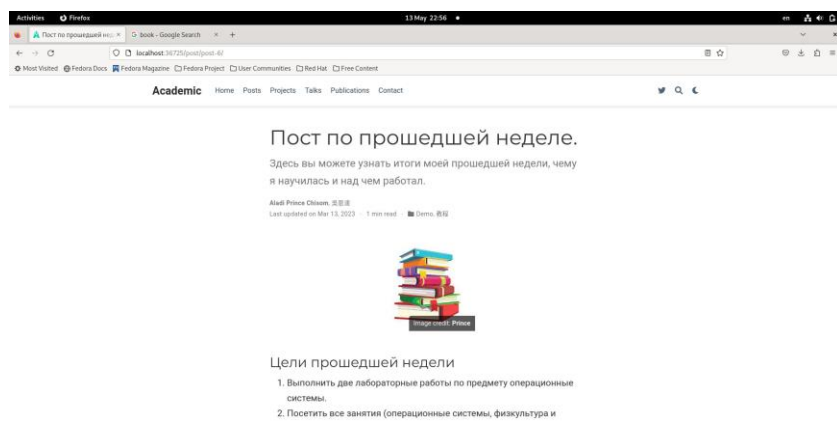 Activities Firefox 13 May 22:56 en
Пост по прошедшей нед × book - Google Search × +
localhost:36725/post/post-6/
Most Visited Fedora Docs Fedora Magazine Fedora Project User Communities Red Hat Free Content
Academic Home Posts Projects Talks Publications Contact
Пост по прошедшей неделе.
Здесь вы можете узнать итоги моей прошедшей недели, чему
я научилась и над чем работал.
Aladi Prince Chisom,
Last updated on Mar 13, 2023 · 1 min read · Demo, 教程
Image credit: Prince
Цели прошедшей недели
1. Выполнить две лабораторные работы по предмету операционные
системы.
2. Посетить все занятия (операционные системы, физкультура и